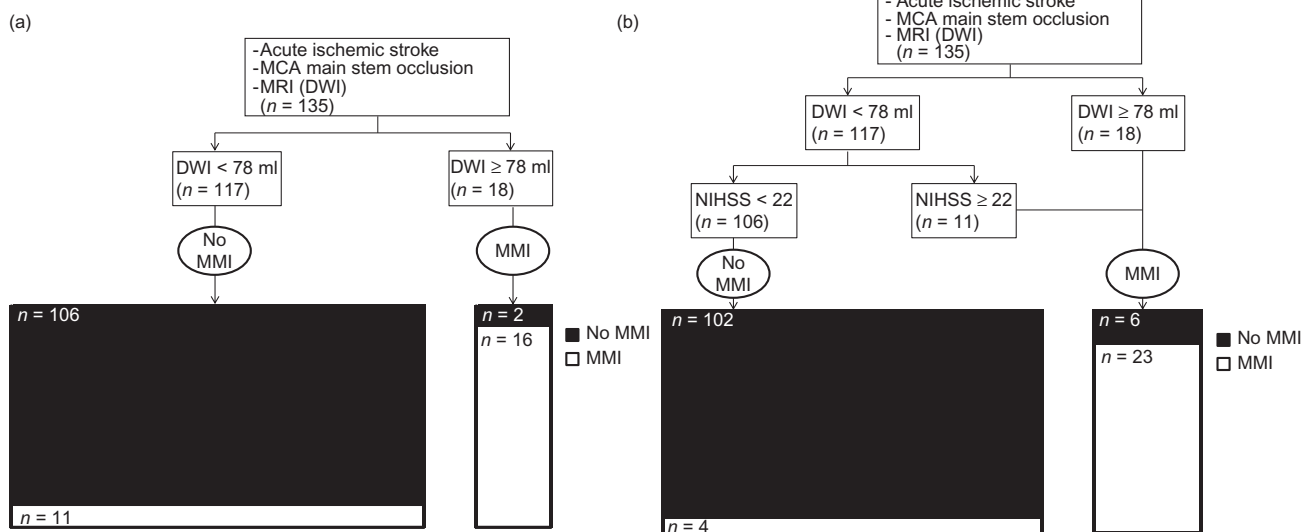 (a)
-Acute ischemic stroke
-MCA main stem occlusion
-MRI (DWI)
(n = 135)
DWI < 78 ml
(n = 117)
DWI ≥ 78 ml
(n = 18)
No
MMI
MMI
n = 106
n = 2
n = 16
n = 11
No MMI
MMI
(b)
- Acute ischemic stroke
- MCA main stem occlusion
- MRI (DWI)
(n = 135)
DWI < 78 ml
(n = 117)
DWI ≥ 78 ml
(n = 18)
NIHSS < 22
(n = 106)
NIHSS ≥ 22
(n = 11)
No
MMI
MMI
n = 102
n = 6
n = 23
n = 4
No MMI
MMI